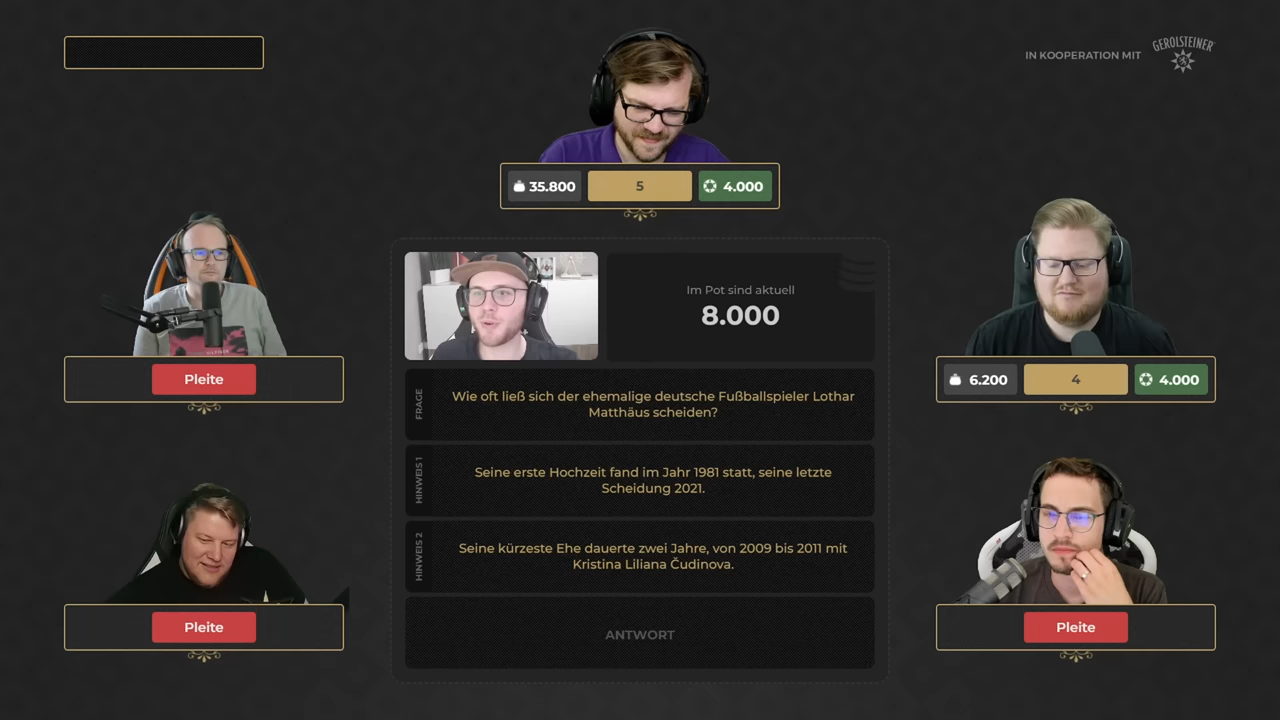 IN KOOPERATION MIT
GEROLSTEINER
35.800
5
4.000
Im Pot sind aktuell
8.000
Pleite
6.200
4
4.000
FRAGE
Wie oft ließ sich der ehemalige deutsche Fußballspieler Lothar
Matthäus scheiden?
HINWEIS 1
Seine erste Hochzeit fand im Jahr 1981 statt, seine letzte
Scheidung 2021.
HINWEIS 2
Seine kürzeste Ehe dauerte zwei Jahre, von 2009 bis 2011 mit
Kristina Liliana Čudinova.
Pleite
Pleite
ANTWORT